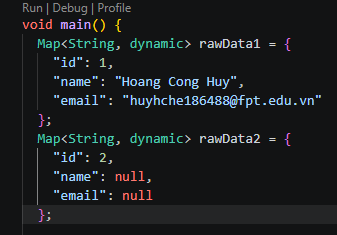 Run | Debug | Profile
void main() {
  Map<String, dynamic> rawData1 = {
    "id": 1,
    "name": "Hoang Cong Huy",
    "email": "huyhche186488@fpt.edu.vn"
  };
  Map<String, dynamic> rawData2 = {
    "id": 2,
    "name": null,
    "email": null
  };